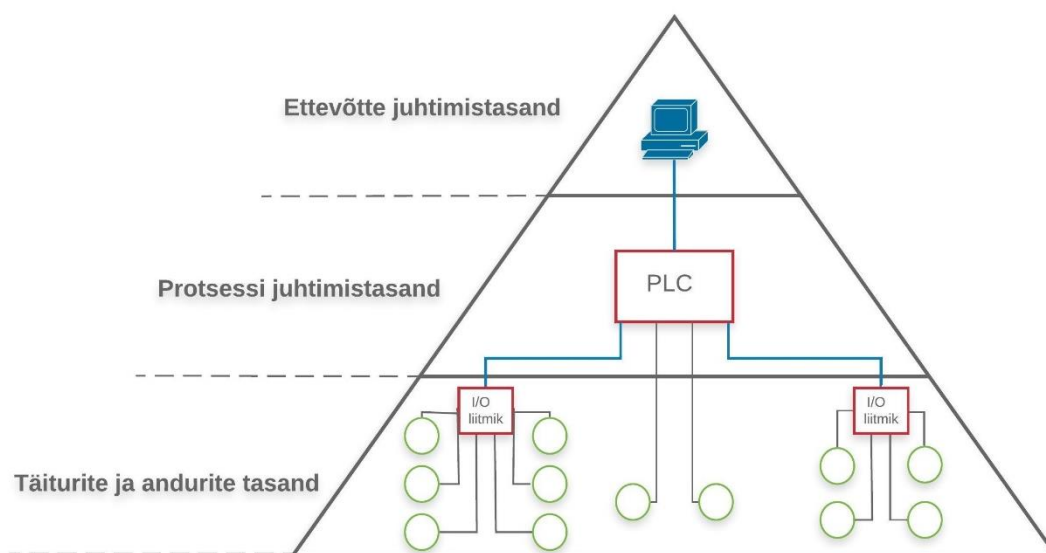 Ettevõtte juhtimistasand
Protsessi juhtimistasand
PLC
I/O
liitmik
I/O
liitmik
Täiturite ja andurite tasand